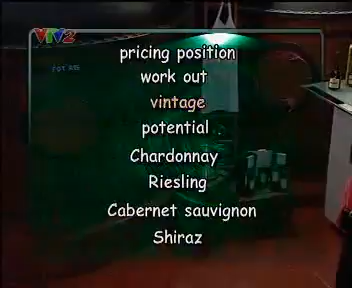 VTV2
pricing position
work out
vintage
potential
Chardonnay
Riesling
Cabernet sauvignon
Shiraz